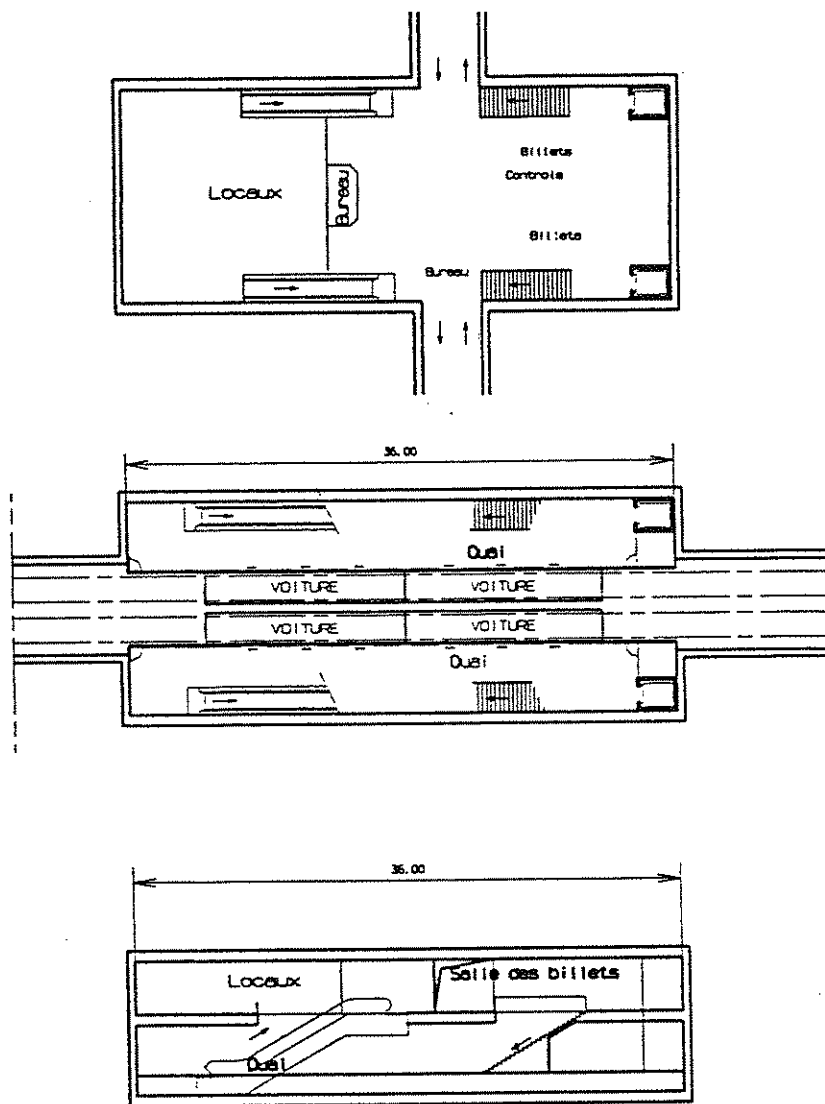 Billets
Controle
Locaux
Bureau
Billets
Bureau
36.00
Quai
VOITURE VOITURE
VOITURE VOITURE
Quai
36.00
Locaux
Salle des billets
Quai